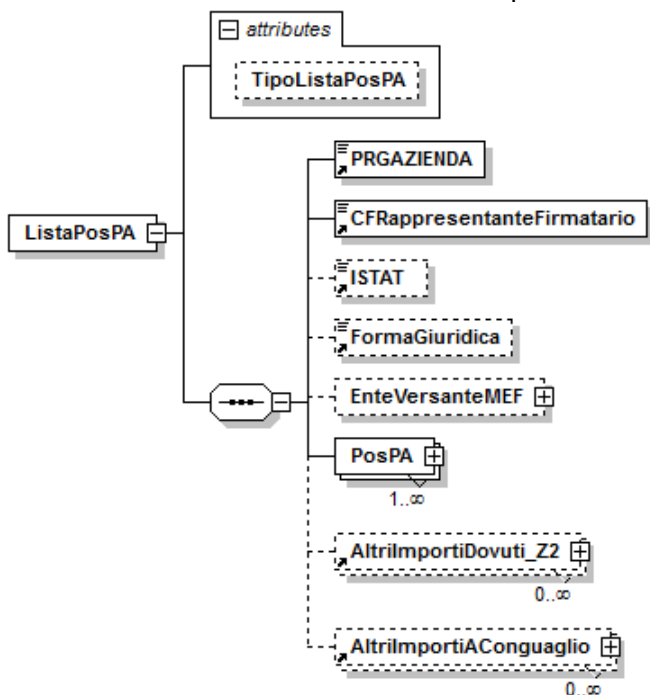 attributes
TipoListaPosPA
PRGAZIENDA
CFRappresentanteFirmatario
ListaPosPA
ISTAT
FormaGiuridica
EnteVersanteMEF
PosPA
1..∞
AltriImportiDovuti_Z2
0..∞
AltriImportiAConguaglio
0..∞